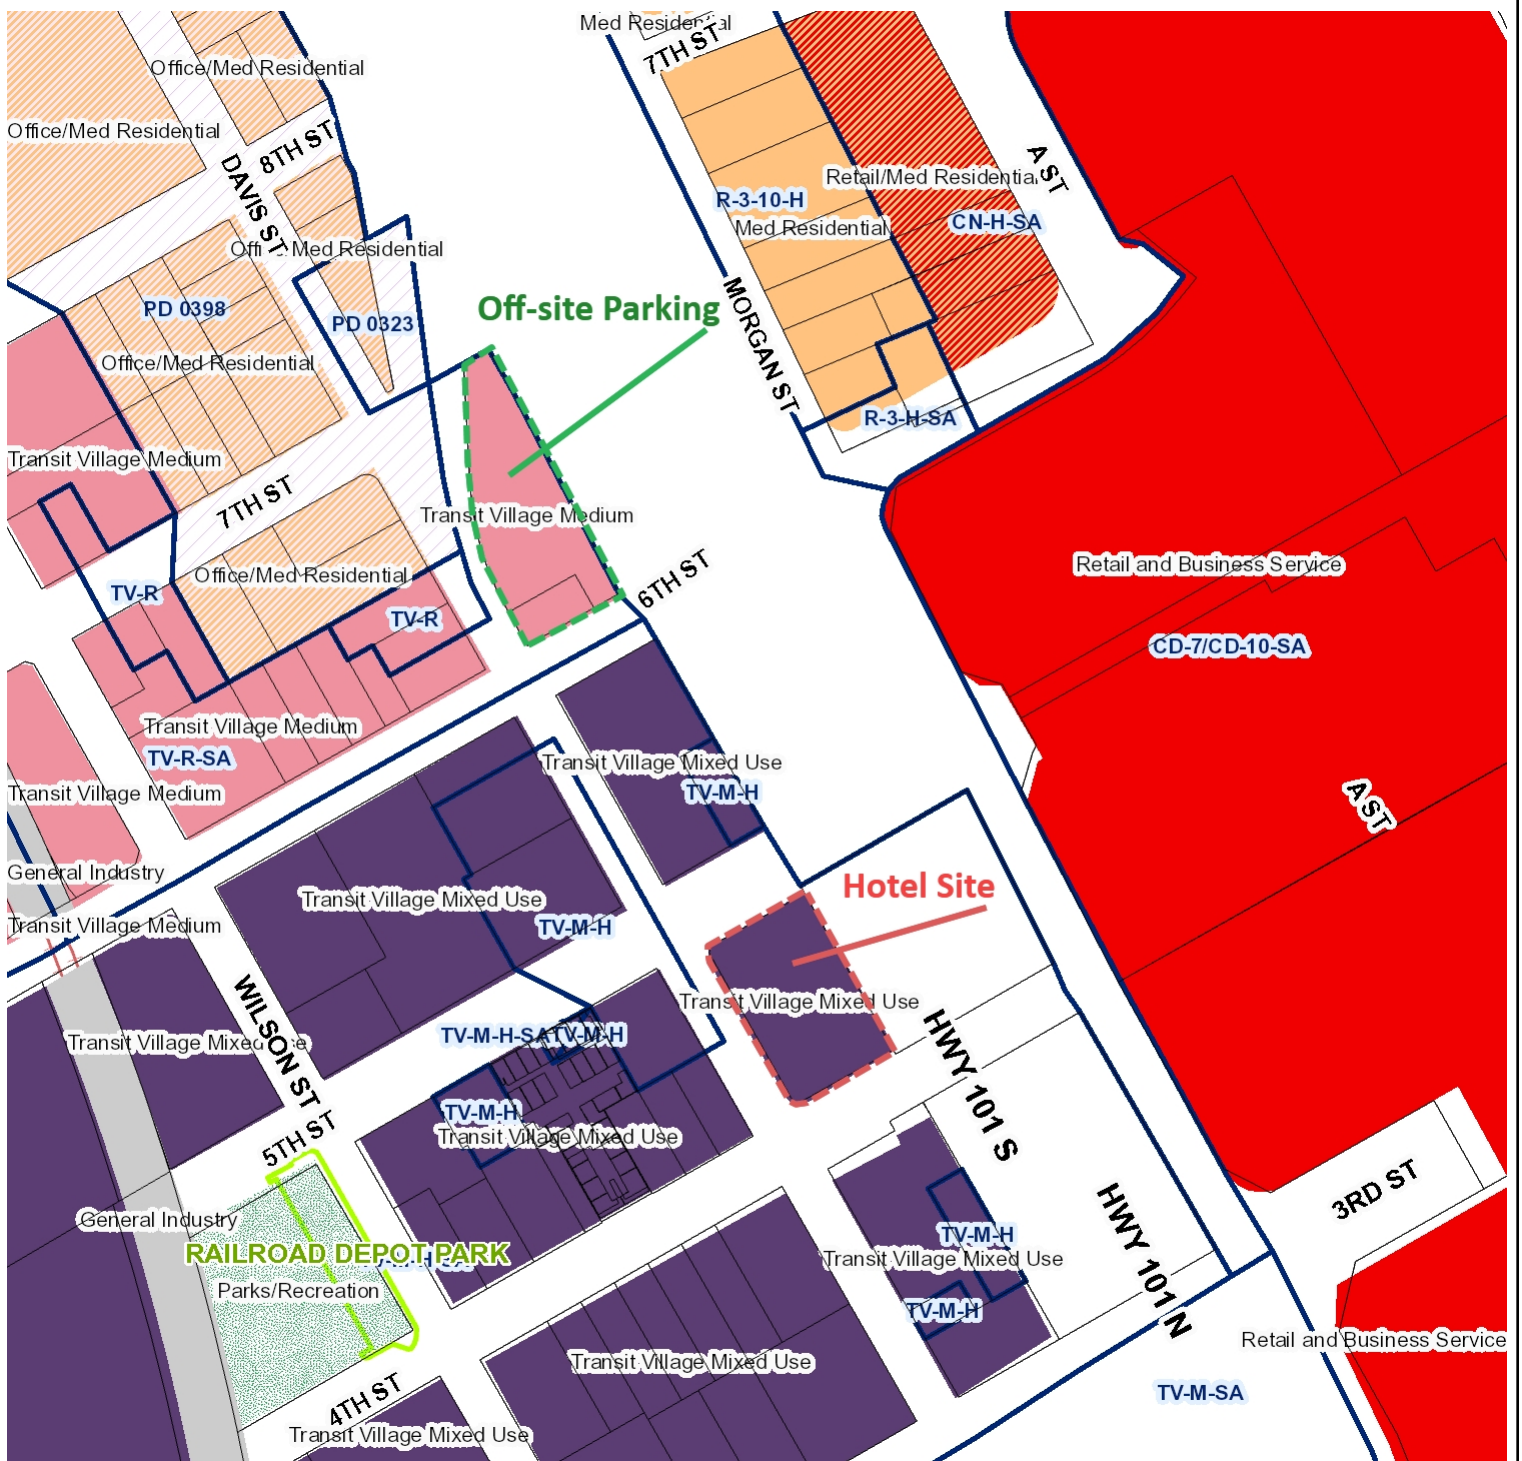 Med Residential
7TH ST
Office/Med Residential
Office/Med Residential
8TH ST
DAVIS ST
A ST
Retail/Med Residential
R-3-10-H
CN-H-SA
Med Residential
Med Residential
PD 0398
PD 0323
Off-site Parking
MORGAN ST
Office/Med Residential
R-3-H-SA
Transit Village Medium
7TH ST
Transit Village Medium
Retail and Business Service
Office/Med Residential
6TH ST
TV-R
TV-R
CD-7/CD-10-SA
Transit Village Medium
TV-R-SA
Transit Village Mixed Use
TV-M-H
Transit Village Medium
A ST
General Industry
Hotel Site
Transit Village Mixed Use
Transit Village Medium
TV-M-H
WILSON ST
Transit Village Mixed Use
TV-M-H-SA
TV-M-H
Transit Village Mixed Use
HWY 101 S
TV-M-H
Transit Village Mixed Use
5TH ST
3RD ST
General Industry
HWY 101 N
RAILROAD DEPOT PARK
TV-M-H
Parks/Recreation
Transit Village Mixed Use
TV-M-H
Retail and Business Service
Transit Village Mixed Use
4TH ST
TV-M-SA
Transit Village Mixed Use